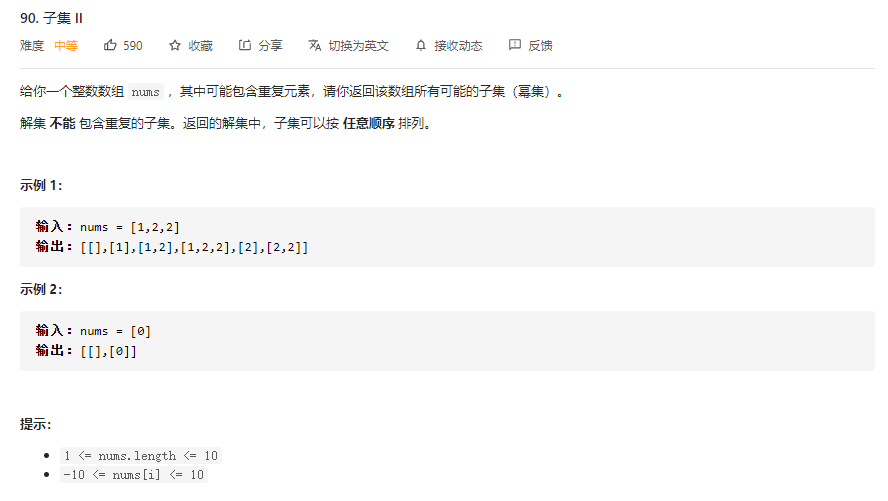 90. 子集 II
难度 中等 590 收藏 分享 切换为英文 接收动态 反馈
给你一个整数数组 nums ，其中可能包含重复元素，请你返回该数组所有可能的子集（幂集）。
解集 不能 包含重复的子集。返回的解集中，子集可以按 任意顺序 排列。
示例 1：
输入：nums = [1,2,2]
输出：[[],[1],[1,2],[1,2,2],[2],[2,2]]
示例 2：
输入：nums = [0]
输出：[[],[0]]
提示：
1 <= nums.length <= 10
-10 <= nums[i] <= 10